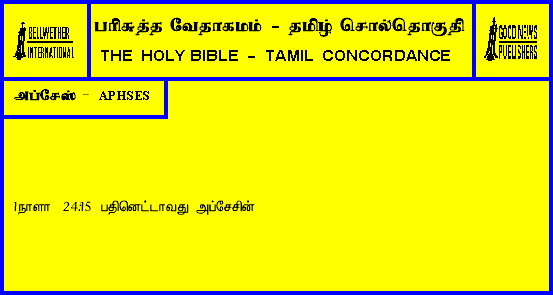 BELLWETHER
INTERNATIONAL
பரிசுத்த வேதாகமம் - தமிழ் சொல்தொகுதி
THE HOLY BIBLE - TAMIL CONCORDANCE
GOOD NEWS
PUBLISHERS
அப்சேஸ் - APHSES
1நாளா 24:15 பதினெட்டாவது அப்சேசின்